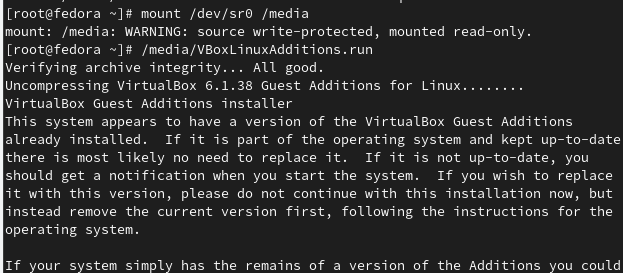 [root@fedora ~]# mount /dev/sr0 /media
mount: /media: WARNING: source write-protected, mounted read-only.
[root@fedora ~]# /media/VBoxLinuxAdditions.run
Verifying archive integrity... All good.
Uncompressing VirtualBox 6.1.38 Guest Additions for Linux........
VirtualBox Guest Additions installer
This system appears to have a version of the VirtualBox Guest Additions
already installed.  If it is part of the operating system and kept up-to-date
there is most likely no need to replace it.  If it is not up-to-date, you
should get a notification when you start the system.  If you wish to replace
it with this version, please do not continue with this installation now, but
instead remove the current version first, following the instructions for the
operating system.

If your system simply has the remains of a version of the Additions you could